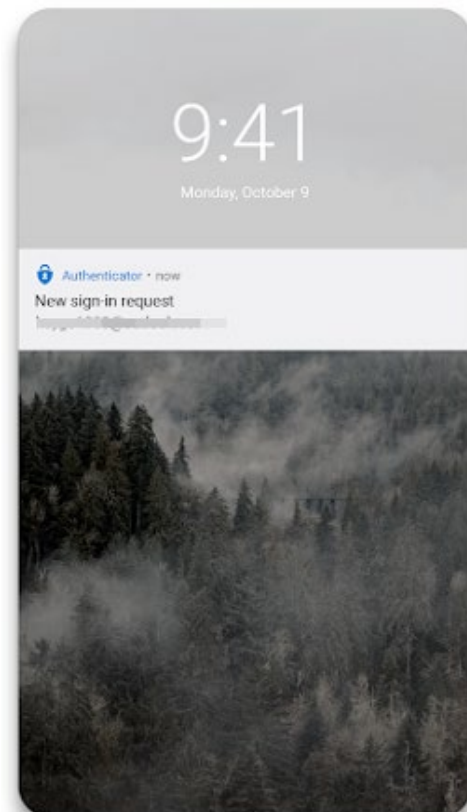 9:41
Monday, October 9
Authenticator • now
New sign-in request